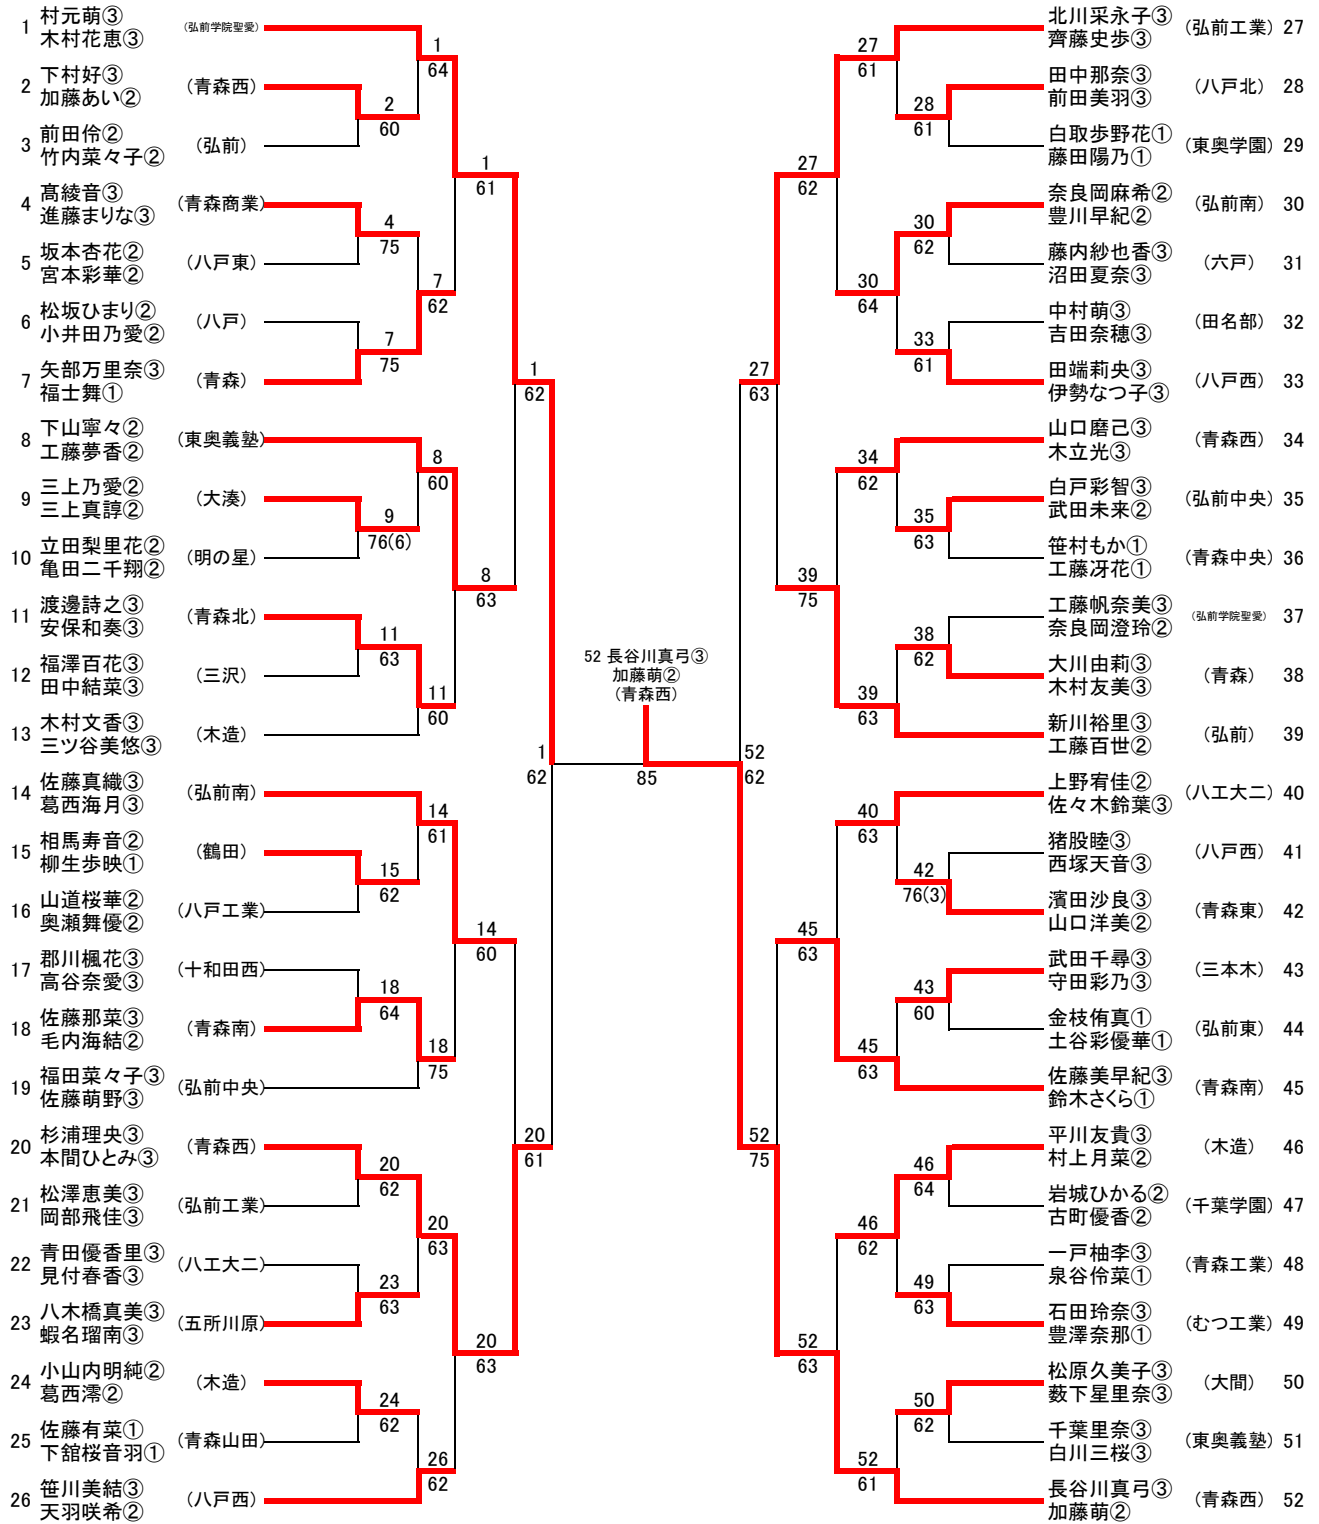 1 村元萌③ 木村花恵③ (弘前学院聖愛)
2 下村好③ 加藤あい② (青森西)
3 前田伶② 竹内菜々子② (弘前)
4 髙綾音③ 進藤まりな③ (青森商業)
5 坂本杏花② 宮本彩華② (八戸東)
6 松坂ひまり② 小井田乃愛② (八戸)
7 矢部万里奈③ 福士舞① (青森)
8 下山寧々② 工藤夢香② (東奥義塾)
9 三上乃愛② 三上真諄② (大湊)
10 立田梨里花② 亀田二千翔② (明の星)
11 渡邊詩之③ 安保和奏③ (青森北)
12 福澤百花③ 田中結菜③ (三沢)
13 木村文香③ 三ツ谷美悠③ (木造)
14 佐藤真織③ 葛西海月③ (弘前南)
15 相馬寿音② 柳生歩映① (鶴田)
16 山道桜華② 奥瀬舞優② (八戸工業)
17 郡川楓花③ 高谷奈愛③ (十和田西)
18 佐藤那菜③ 毛内海結② (青森南)
19 福田菜々子③ 佐藤萌野③ (弘前中央)
20 杉浦理央③ 本間ひとみ③ (青森西)
21 松澤恵美③ 岡部飛佳③ (弘前工業)
22 青田優香里③ 見付春香③ (八工大二)
23 八木橋真美③ 蝦名瑠南③ (五所川原)
24 小山内明純② 葛西澪② (木造)
25 佐藤有菜① 下舘桜音羽① (青森山田)
26 笹川美結③ 天羽咲希② (八戸西)
2 60
4 75
7 75
9 76(6)
11 63
15 62
18 64
20 62
23 63
24 62
1 64
7 62
8 60
11 60
14 61
18 75
20 63
26 62
1 61
8 63
14 60
20 63
1 62
20 61
1 62
52 長谷川真弓③
加藤萌②
(青森西)
85
52 62
27 63
52 75
27 62
39 75
45 63
52 63
27 61
30 64
34 62
39 63
40 63
45 63
46 62
52 61
28 61
30 62
33 61
35 63
38 62
42 76(3)
43 60
46 64
49 63
50 62
北川采永子③ 齊藤史歩③ (弘前工業) 27
田中那奈③ 前田美羽③ (八戸北) 28
白取歩野花① 藤田陽乃① (東奥学園) 29
奈良岡麻希② 豊川早紀② (弘前南) 30
藤内紗也香③ 沼田夏奈③ (六戸) 31
中村萌③ 吉田奈穂③ (田名部) 32
田端莉央③ 伊勢なつ子③ (八戸西) 33
山口磨己③ 木立光③ (青森西) 34
白戸彩智③ 武田未来② (弘前中央) 35
笹村もか① 工藤冴花① (青森中央) 36
工藤帆奈美③ 奈良岡澄玲② (弘前学院聖愛) 37
大川由莉③ 木村友美③ (青森) 38
新川裕里③ 工藤百世② (弘前) 39
上野宥佳② 佐々木鈴葉③ (八工大二) 40
猪股睦③ 西塚天音③ (八戸西) 41
濱田沙良③ 山口洋美② (青森東) 42
武田千尋③ 守田彩乃③ (三本木) 43
金枝侑真① 土谷彩優華① (弘前東) 44
佐藤美早紀③ 鈴木さくら① (青森南) 45
平川友貴③ 村上月菜② (木造) 46
岩城ひかる② 古町優香② (千葉学園) 47
一戸柚李③ 泉谷伶菜① (青森工業) 48
石田玲奈③ 豊澤奈那① (むつ工業) 49
松原久美子③ 薮下星里奈③ (大間) 50
千葉里奈③ 白川三桜③ (東奥義塾) 51
長谷川真弓③ 加藤萌② (青森西) 52